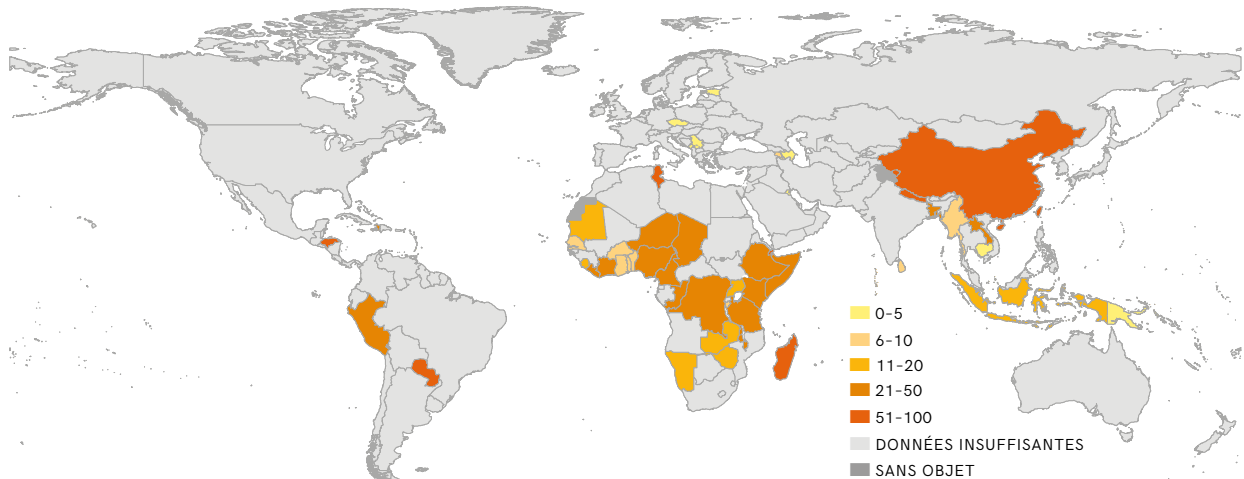 0-5
6-10
11-20
21-50
51-100
DONNÉES INSUFFISANTES
SANS OBJET